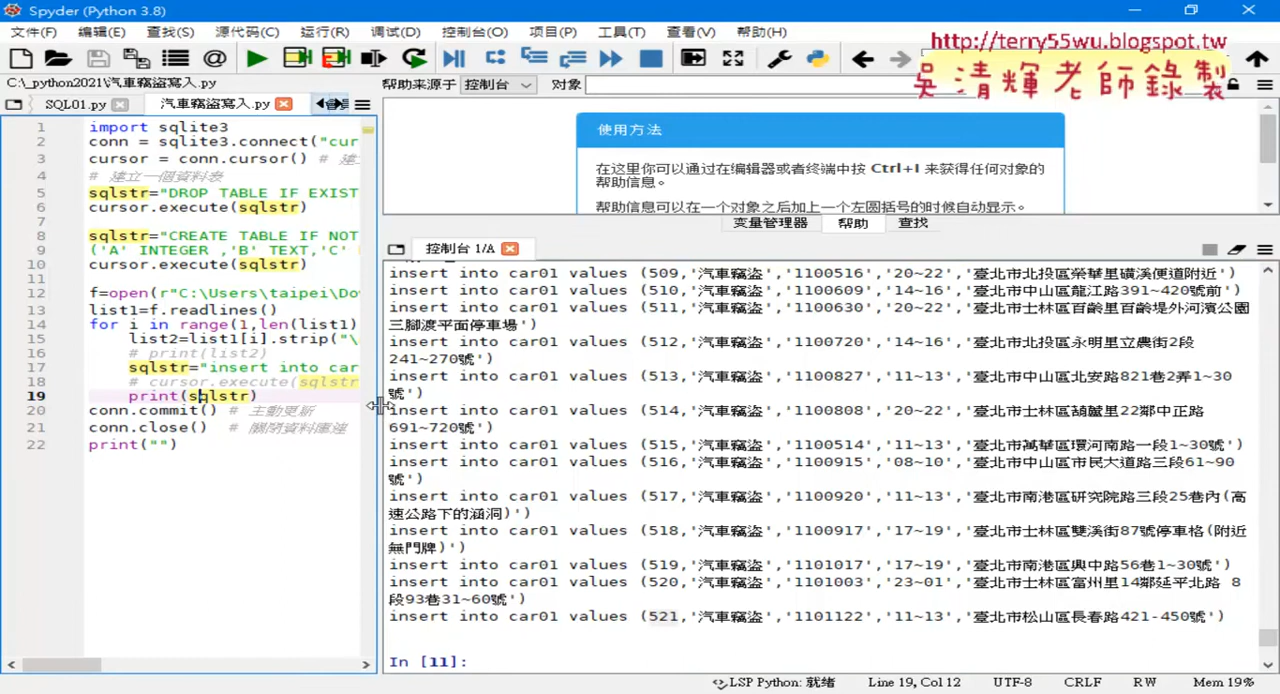 Spyder (Python 3.8)
文件(F) 编辑(E) 查找(S) 源代码(C) 运行(R) 调试(D) 控制台(O) 项目(P) 工具(T) 查看(V) 帮助(H)
http://terry55wu.blogspot.tw
吳清輝老師錄製
C:\_python2021\汽車竊盜寫入.py
帮助来源于 控制台 对象
SQL01.py 汽車竊盜寫入.py
使用方法
在这里你可以通过在编辑器或者终端中按 Ctrl+I 来获得任何对象的
帮助信息。
帮助信息可以在一个对象之后加上一个左圆括号的时候自动显示。
变量管理器 帮助 查找
控制台 1/A
1 import sqlite3
2 conn = sqlite3.connect("cur
3 cursor = conn.cursor() # 建
4 # 建立一個資料表
5 sqlstr="DROP TABLE IF EXIST
6 cursor.execute(sqlstr)
7
8 sqlstr="CREATE TABLE IF NOT
9 ('A' INTEGER ,'B' TEXT,'C'
10 cursor.execute(sqlstr)
11
12 f=open(r"C:\Users\taipei\Do
13 list1=f.readlines()
14 for i in range(1,len(list1)
15 list2=list1[i].strip("\
16 # print(list2)
17 sqlstr="insert into car
18 # cursor.execute(sqlstr
19 print(sqlstr)
20 conn.commit() # 主動更新
21 conn.close() # 關閉資料庫連
22 print("")
insert into car01 values (509,'汽車竊盜','1100516','20~22','臺北市北投區榮華里磺溪便道附近')
insert into car01 values (510,'汽車竊盜','1100609','14~16','臺北市中山區龍江路391~420號前')
insert into car01 values (511,'汽車竊盜','1100630','20~22','臺北市士林區百齡里百齡堤外河濱公園
三腳渡平面停車場')
insert into car01 values (512,'汽車竊盜','1100720','14~16','臺北市北投區永明里立農街2段
241~270號')
insert into car01 values (513,'汽車竊盜','1100827','11~13','臺北市中山區北安路821巷2弄1~30
號')
insert into car01 values (514,'汽車竊盜','1100808','20~22','臺北市士林區葫蘆里22鄰中正路
691~720號')
insert into car01 values (515,'汽車竊盜','1100514','11~13','臺北市萬華區環河南路一段1~30號')
insert into car01 values (516,'汽車竊盜','1100915','08~10','臺北市中山區市民大道路三段61~90
號')
insert into car01 values (517,'汽車竊盜','1100920','11~13','臺北市南港區研究院路三段25巷內(高
速公路下的涵洞)')
insert into car01 values (518,'汽車竊盜','1100917','17~19','臺北市士林區雙溪街87號停車格(附近
無門牌)')
insert into car01 values (519,'汽車竊盜','1101017','17~19','臺北市南港區興中路56巷1~30號')
insert into car01 values (520,'汽車竊盜','1101003','23~01','臺北市士林區富州里14鄰延平北路 8
段93巷31~60號')
insert into car01 values (521,'汽車竊盜','1101122','11~13','臺北市松山區長春路421-450號')
In [11]:
LSP Python: 就绪 Line 19, Col 12 UTF-8 CRLF RW Mem 19%